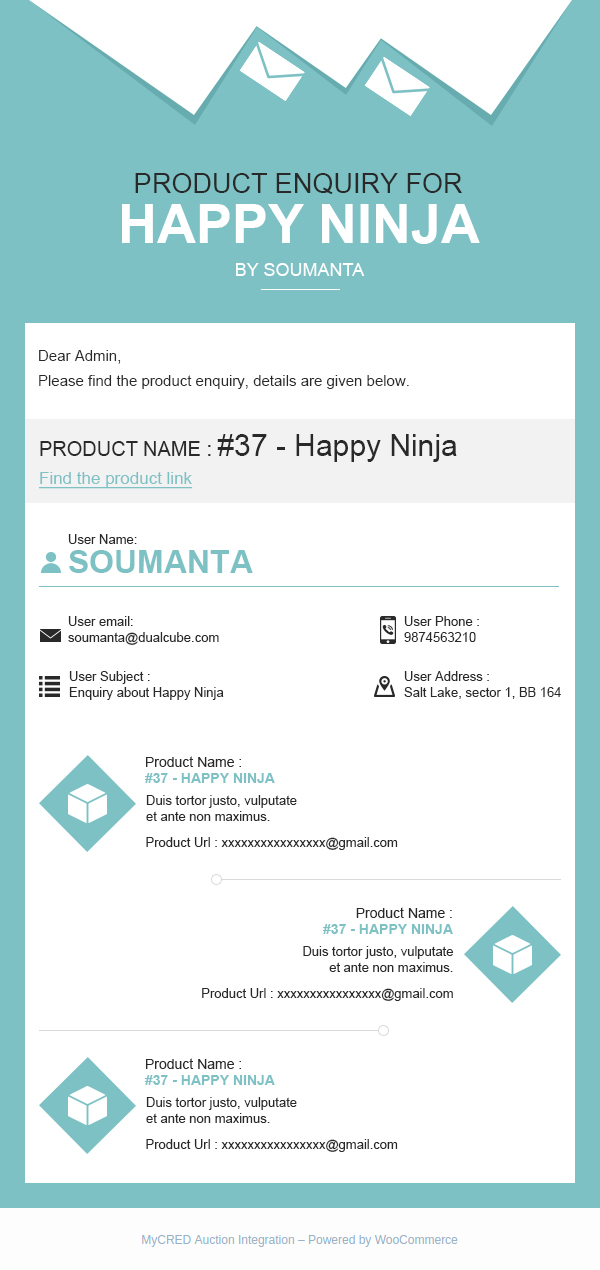 PRODUCT ENQUIRY FOR
HAPPY NINJA
BY SOUMANTA
Dear Admin,
Please find the product enquiry, details are given below.
PRODUCT NAME : #37 - Happy Ninja
Find the product link
User Name:
SOUMANTA
User email:
soumanta@dualcube.com
User Phone :
9874563210
User Subject :
Enquiry about Happy Ninja
User Address :
Salt Lake, sector 1, BB 164
Product Name :
#37 - HAPPY NINJA
Duis tortor justo, vulputate
et ante non maximus.
Product Url : xxxxxxxxxxxxxxxx@gmail.com
Product Name :
#37 - HAPPY NINJA
Duis tortor justo, vulputate
et ante non maximus.
Product Url : xxxxxxxxxxxxxxxx@gmail.com
Product Name :
#37 - HAPPY NINJA
Duis tortor justo, vulputate
et ante non maximus.
Product Url : xxxxxxxxxxxxxxxx@gmail.com
MyCRED Auction Integration – Powered by WooCommerce